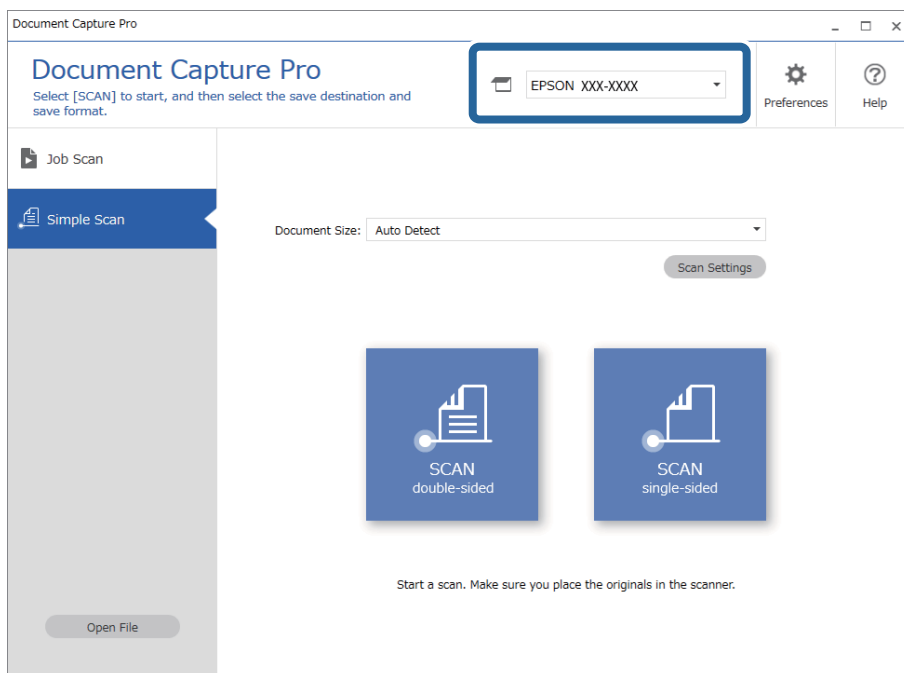 Document Capture Pro
Document Capture Pro
Select [SCAN] to start, and then select the save destination and
save format.
EPSON XXX-XXXX
Preferences
Help
Job Scan
Simple Scan
Document Size:
Auto Detect
Scan Settings
SCAN
double-sided
SCAN
single-sided
Start a scan. Make sure you place the originals in the scanner.
Open File